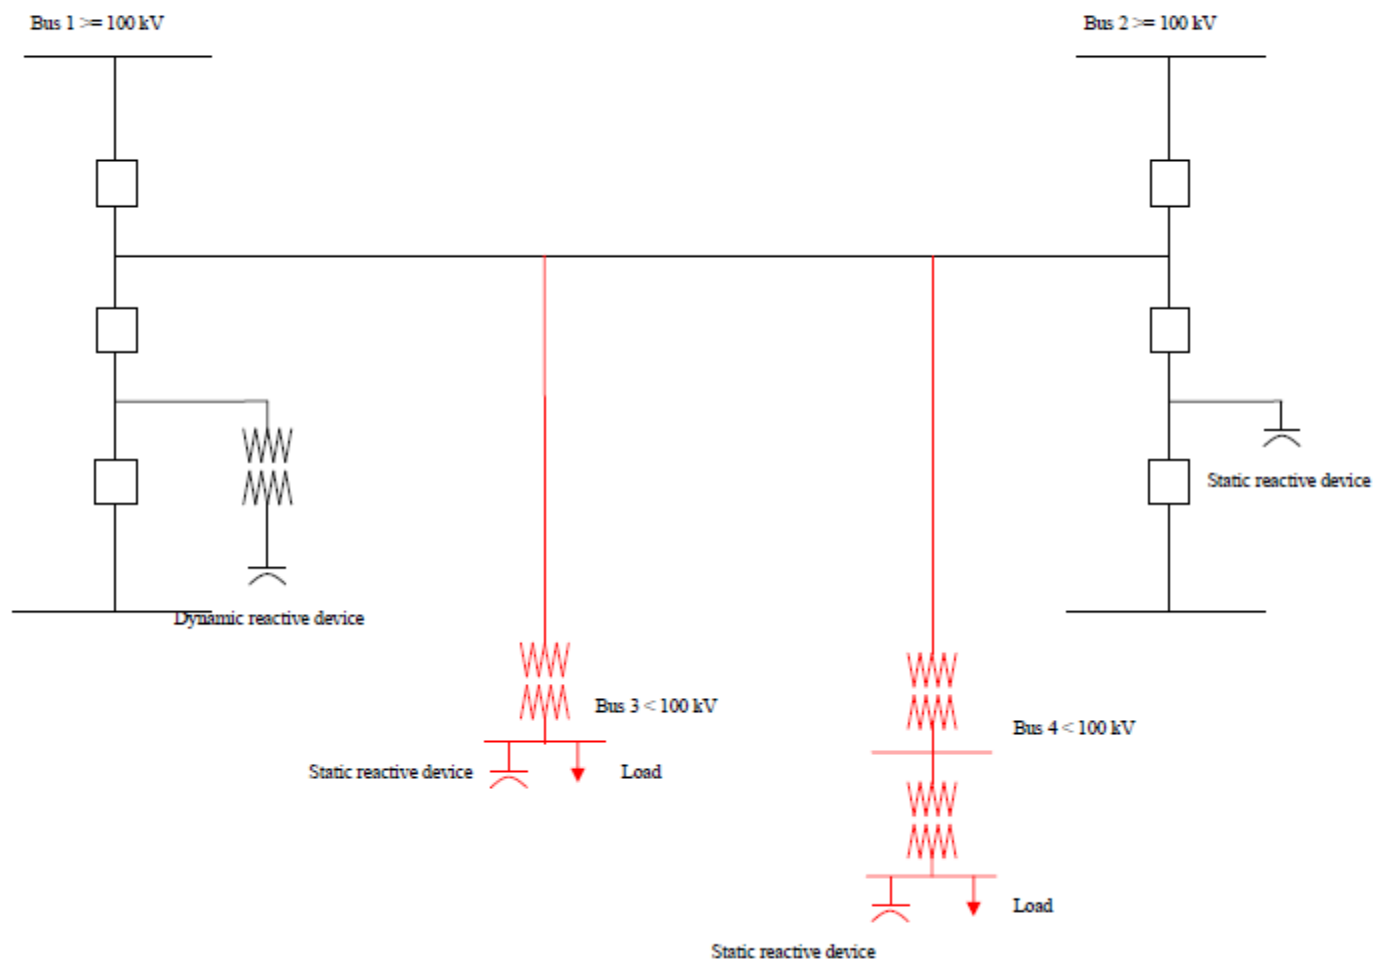 Bus 1 >= 100 kV
Bus 2 >= 100 kV
Static reactive device
Dynamic reactive device
Bus 3 < 100 kV
Bus 4 < 100 kV
Static reactive device
Load
Load
Static reactive device